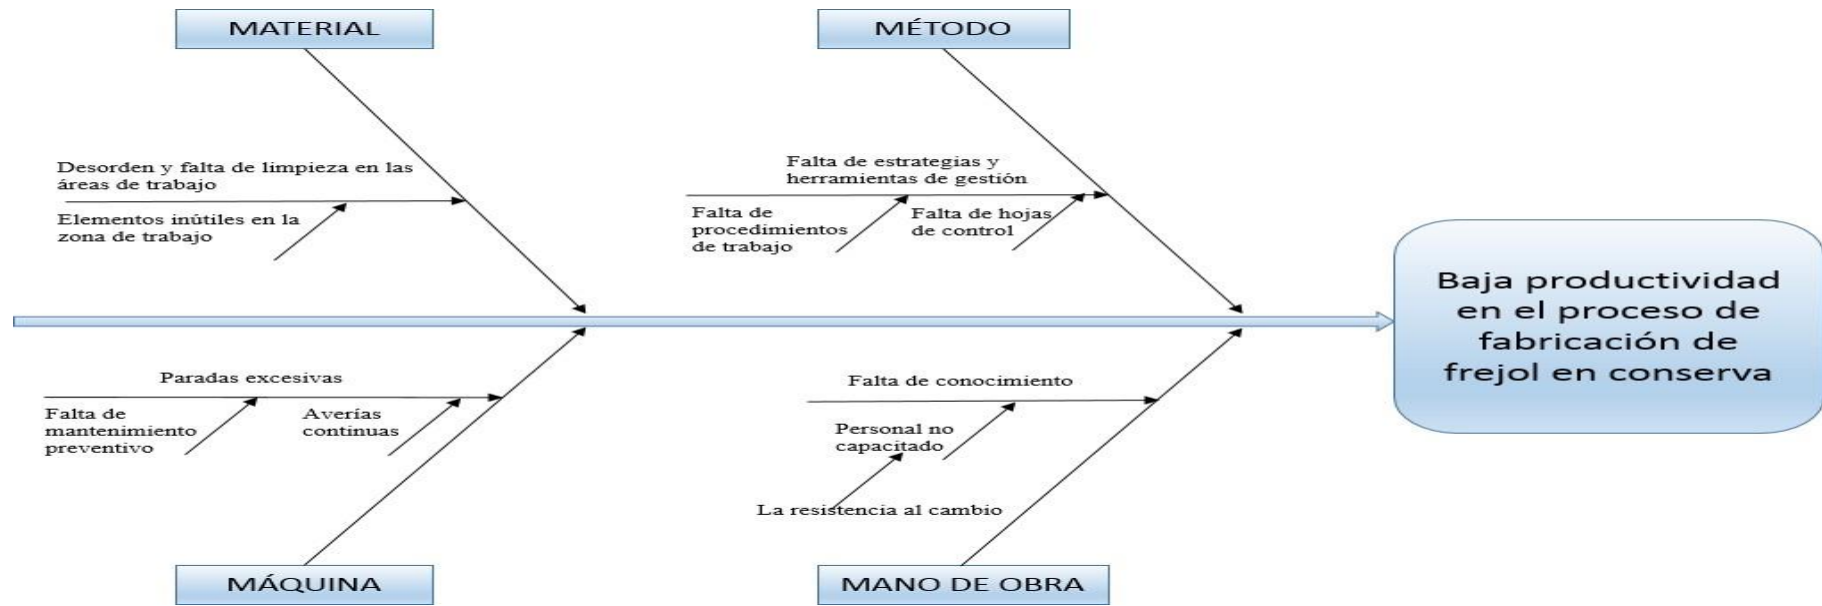 MATERIAL
MÉTODO
Desorden y falta de limpieza en las
áreas de trabajo
Elementos inútiles en la
zona de trabajo
Falta de estrategias y
herramientas de gestión
Falta de
procedimientos
de trabajo
Falta de hojas
de control
Baja productividad
en el proceso de
fabricación de
frejol en conserva
Paradas excesivas
Falta de
mantenimiento
preventivo
Averías
continuas
Falta de conocimiento
Personal no
capacitado
La resistencia al cambio
MÁQUINA
MANO DE OBRA